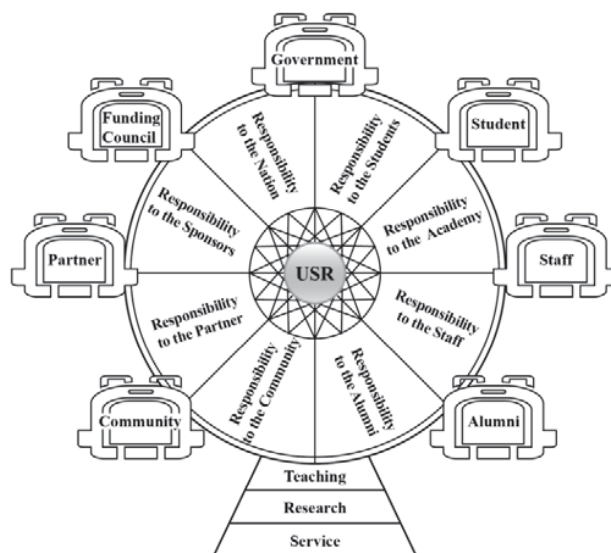 Government
Funding
Council
Student
Responsibility
to the Nation
Responsibility
to the Students
Responsibility
to the Sponsors
Responsibility
to the Academy
Partner
USR
Staff
Responsibility
to the Partner
Responsibility
to the Staff
Responsibility
to the Community
Responsibility
to the Alumni
Community
Alumni
Teaching
Research
Service